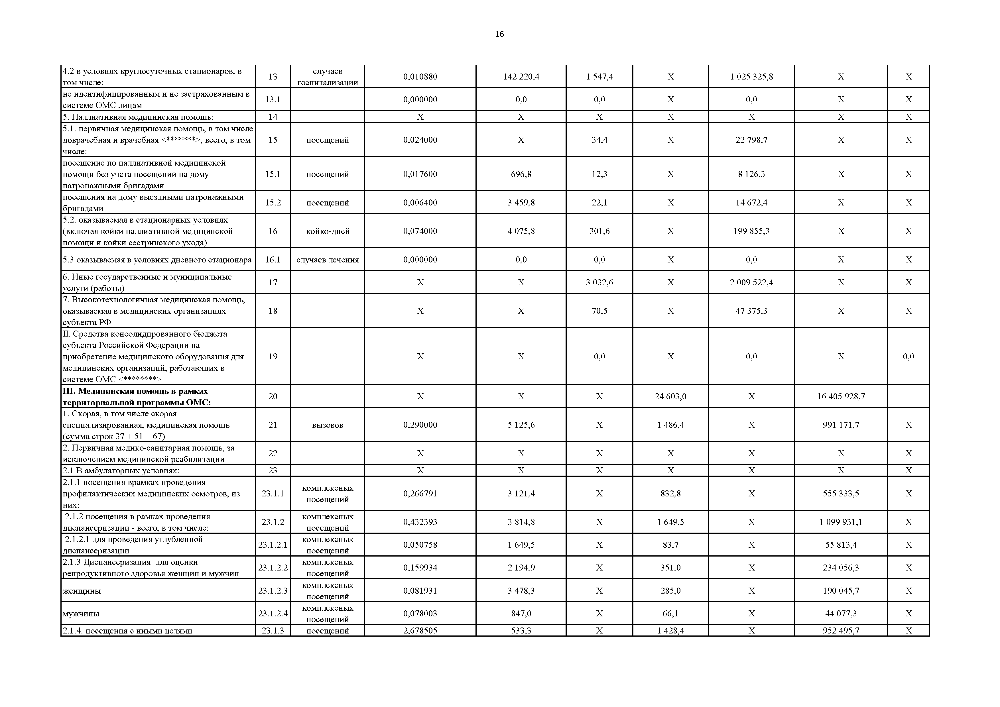 16
4.2 в условиях круглосуточных стационаров, в
том числе:
13
случаев
госпитализации
0,010880
142 220,4
1 547,4
X
1 025 325,8
X
X
не идентифицированным и не застрахованным в
системе ОМС лицам
13.1
0,000000
0,0
0,0
X
0,0
X
X
5. Паллиативная медицинская помощь:
14
X
X
X
X
X
X
X
5.1. первичная медицинская помощь, в том числе
доврачебная и врачебная <*******>, всего, в том
числе:
15
посещений
0,024000
X
34,4
X
22 798,7
X
X
посещение по паллиативной медицинской
помощи без учета посещений на дому
патронажными бригадами
15.1
посещений
0,017600
696,8
12,3
X
8 126,3
X
X
посещения на дому выездными патронажными
бригадами
15.2
посещений
0,006400
3 459,8
22,1
X
14 672,4
X
X
5.2. оказываемая в стационарных условиях
(включая койки паллиативной медицинской
помощи и койки сестринского ухода)
16
койко-дней
0,074000
4 075,8
301,6
X
199 855,3
X
X
5.3 оказываемая в условиях дневного стационара
16.1
случаев лечения
0,000000
0,0
0,0
X
0,0
X
X
6. Иные государственные и муниципальные
услуги (работы)
17
X
X
3 032,6
X
2 009 522,4
X
X
7. Высокотехнологичная медицинская помощь,
оказываемая в медицинских организациях
субъекта РФ
18
X
X
70,5
X
47 375,3
X
X
II. Средства консолидированного бюджета
субъекта Российской Федерации на
приобретение медицинского оборудования для
медицинских организаций, работающих в
системе ОМС <********>
19
X
X
0,0
X
0,0
X
0,0
III. Медицинская помощь в рамках
территориальной программы ОМС:
20
X
X
X
24 603,0
X
16 405 928,7
1. Скорая, в том числе скорая
специализированная, медицинская помощь
(сумма строк 37 + 51 + 67)
21
вызовов
0,290000
5 125,6
X
1 486,4
X
991 171,7
X
2. Первичная медико-санитарная помощь, за
исключением медицинской реабилитации
22
X
X
X
X
X
X
X
2.1 В амбулаторных условиях:
23
X
X
X
X
X
X
X
2.1.1 посещения врамках проведения
профилактических медицинских осмотров, из
них:
23.1.1
комплексных
посещений
0,266791
3 121,4
X
832,8
X
555 333,5
X
2.1.2 посещения в рамках проведения
диспансеризации - всего, в том числе:
23.1.2
комплексных
посещений
0,432393
3 814,8
X
1 649,5
X
1 099 931,1
X
2.1.2.1 для проведения углубленной
диспансеризации
23.1.2.1
комплексных
посещений
0,050758
1 649,5
X
83,7
X
55 813,4
X
2.1.3 Диспансеризация  для оценки
репродуктивного здоровья женщин и мужчин
23.1.2.2
комплексных
посещений
0,159934
2 194,9
X
351,0
X
234 056,3
X
женщины
23.1.2.3
комплексных
посещений
0,081931
3 478,3
X
285,0
X
190 045,7
X
мужчины
23.1.2.4
комплексных
посещений
0,078003
847,0
X
66,1
X
44 077,3
X
2.1.4. посещения с иными целями
23.1.3
посещений
2,678505
533,3
X
1 428,4
X
952 495,7
X